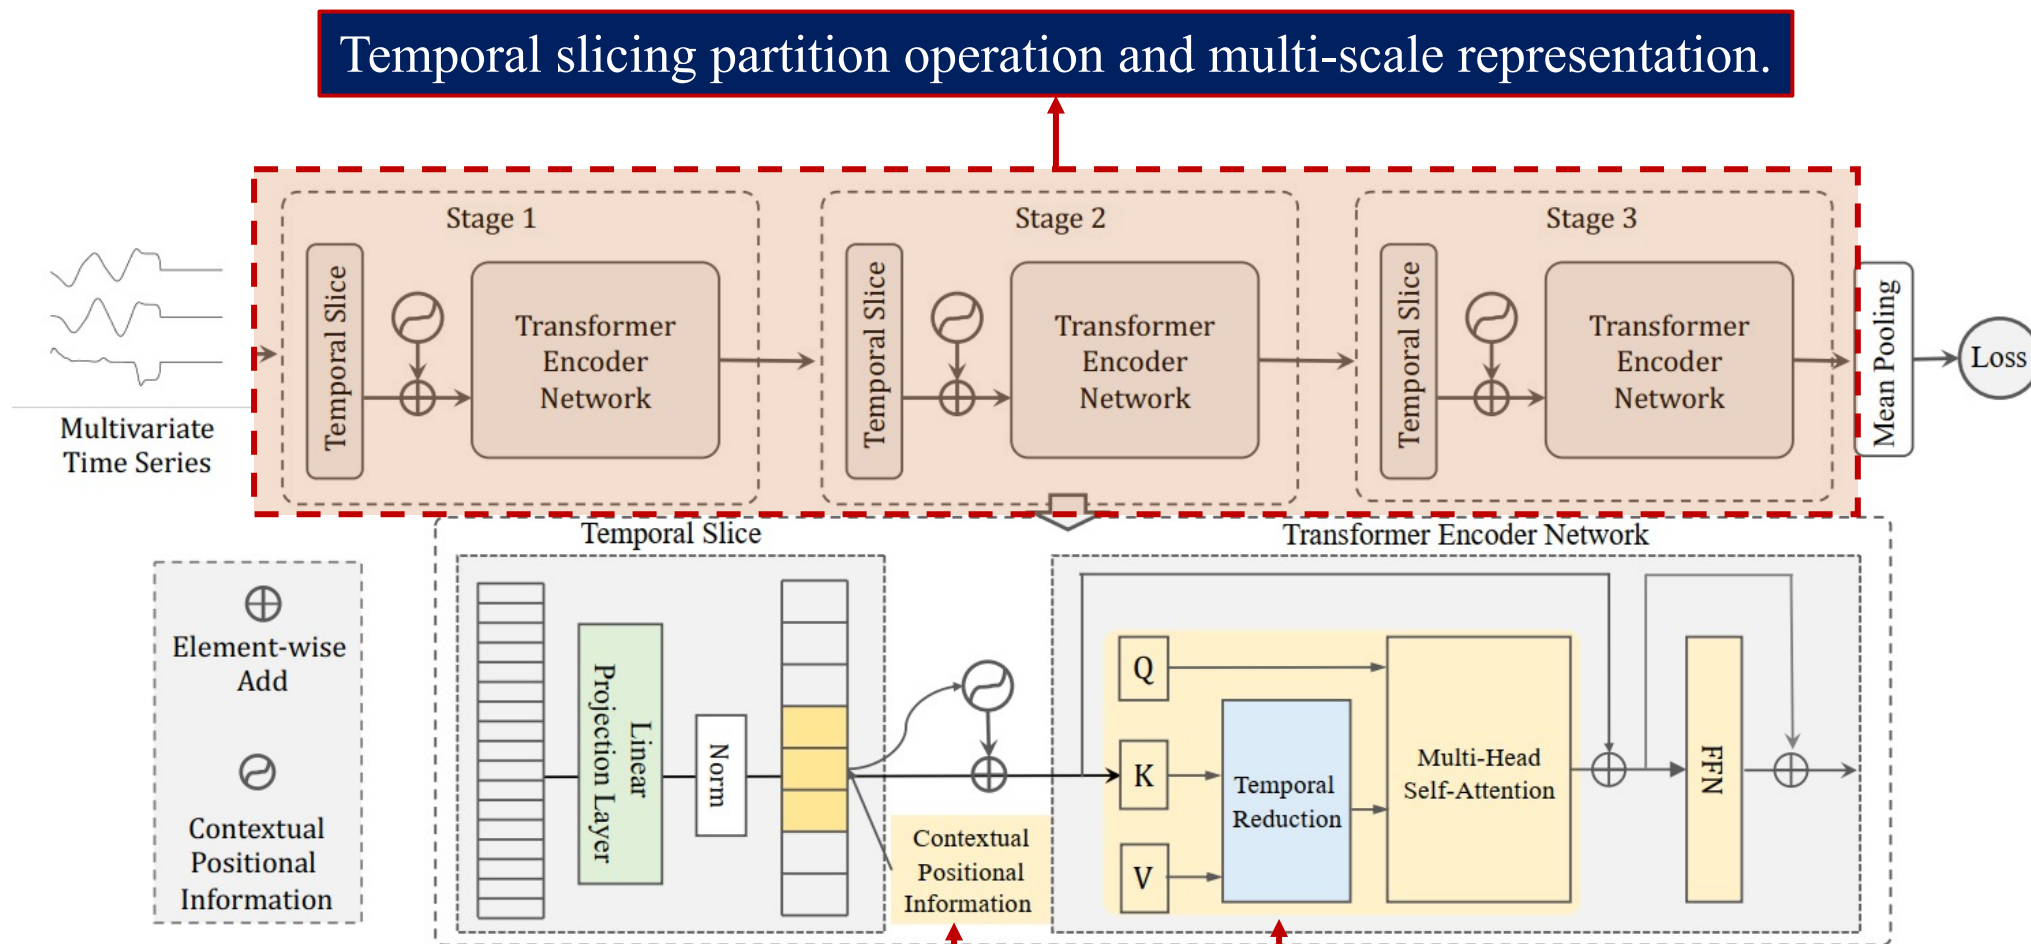 Temporal slicing partition operation and multi-scale representation.
Stage 1
Stage 2
Stage 3
Temporal Slice
Transformer
Encoder
Network
Temporal Slice
Transformer
Encoder
Network
Temporal Slice
Transformer
Encoder
Network
Mean Pooling
Loss
Multivariate
Time Series
Temporal Slice
Transformer Encoder Network
Element-wise
Add
Contextual
Positional
Information
Linear
Projection Layer
Norm
Contextual
Positional
Information
Q
K
V
Temporal
Reduction
Multi-Head
Self-Attention
FFN